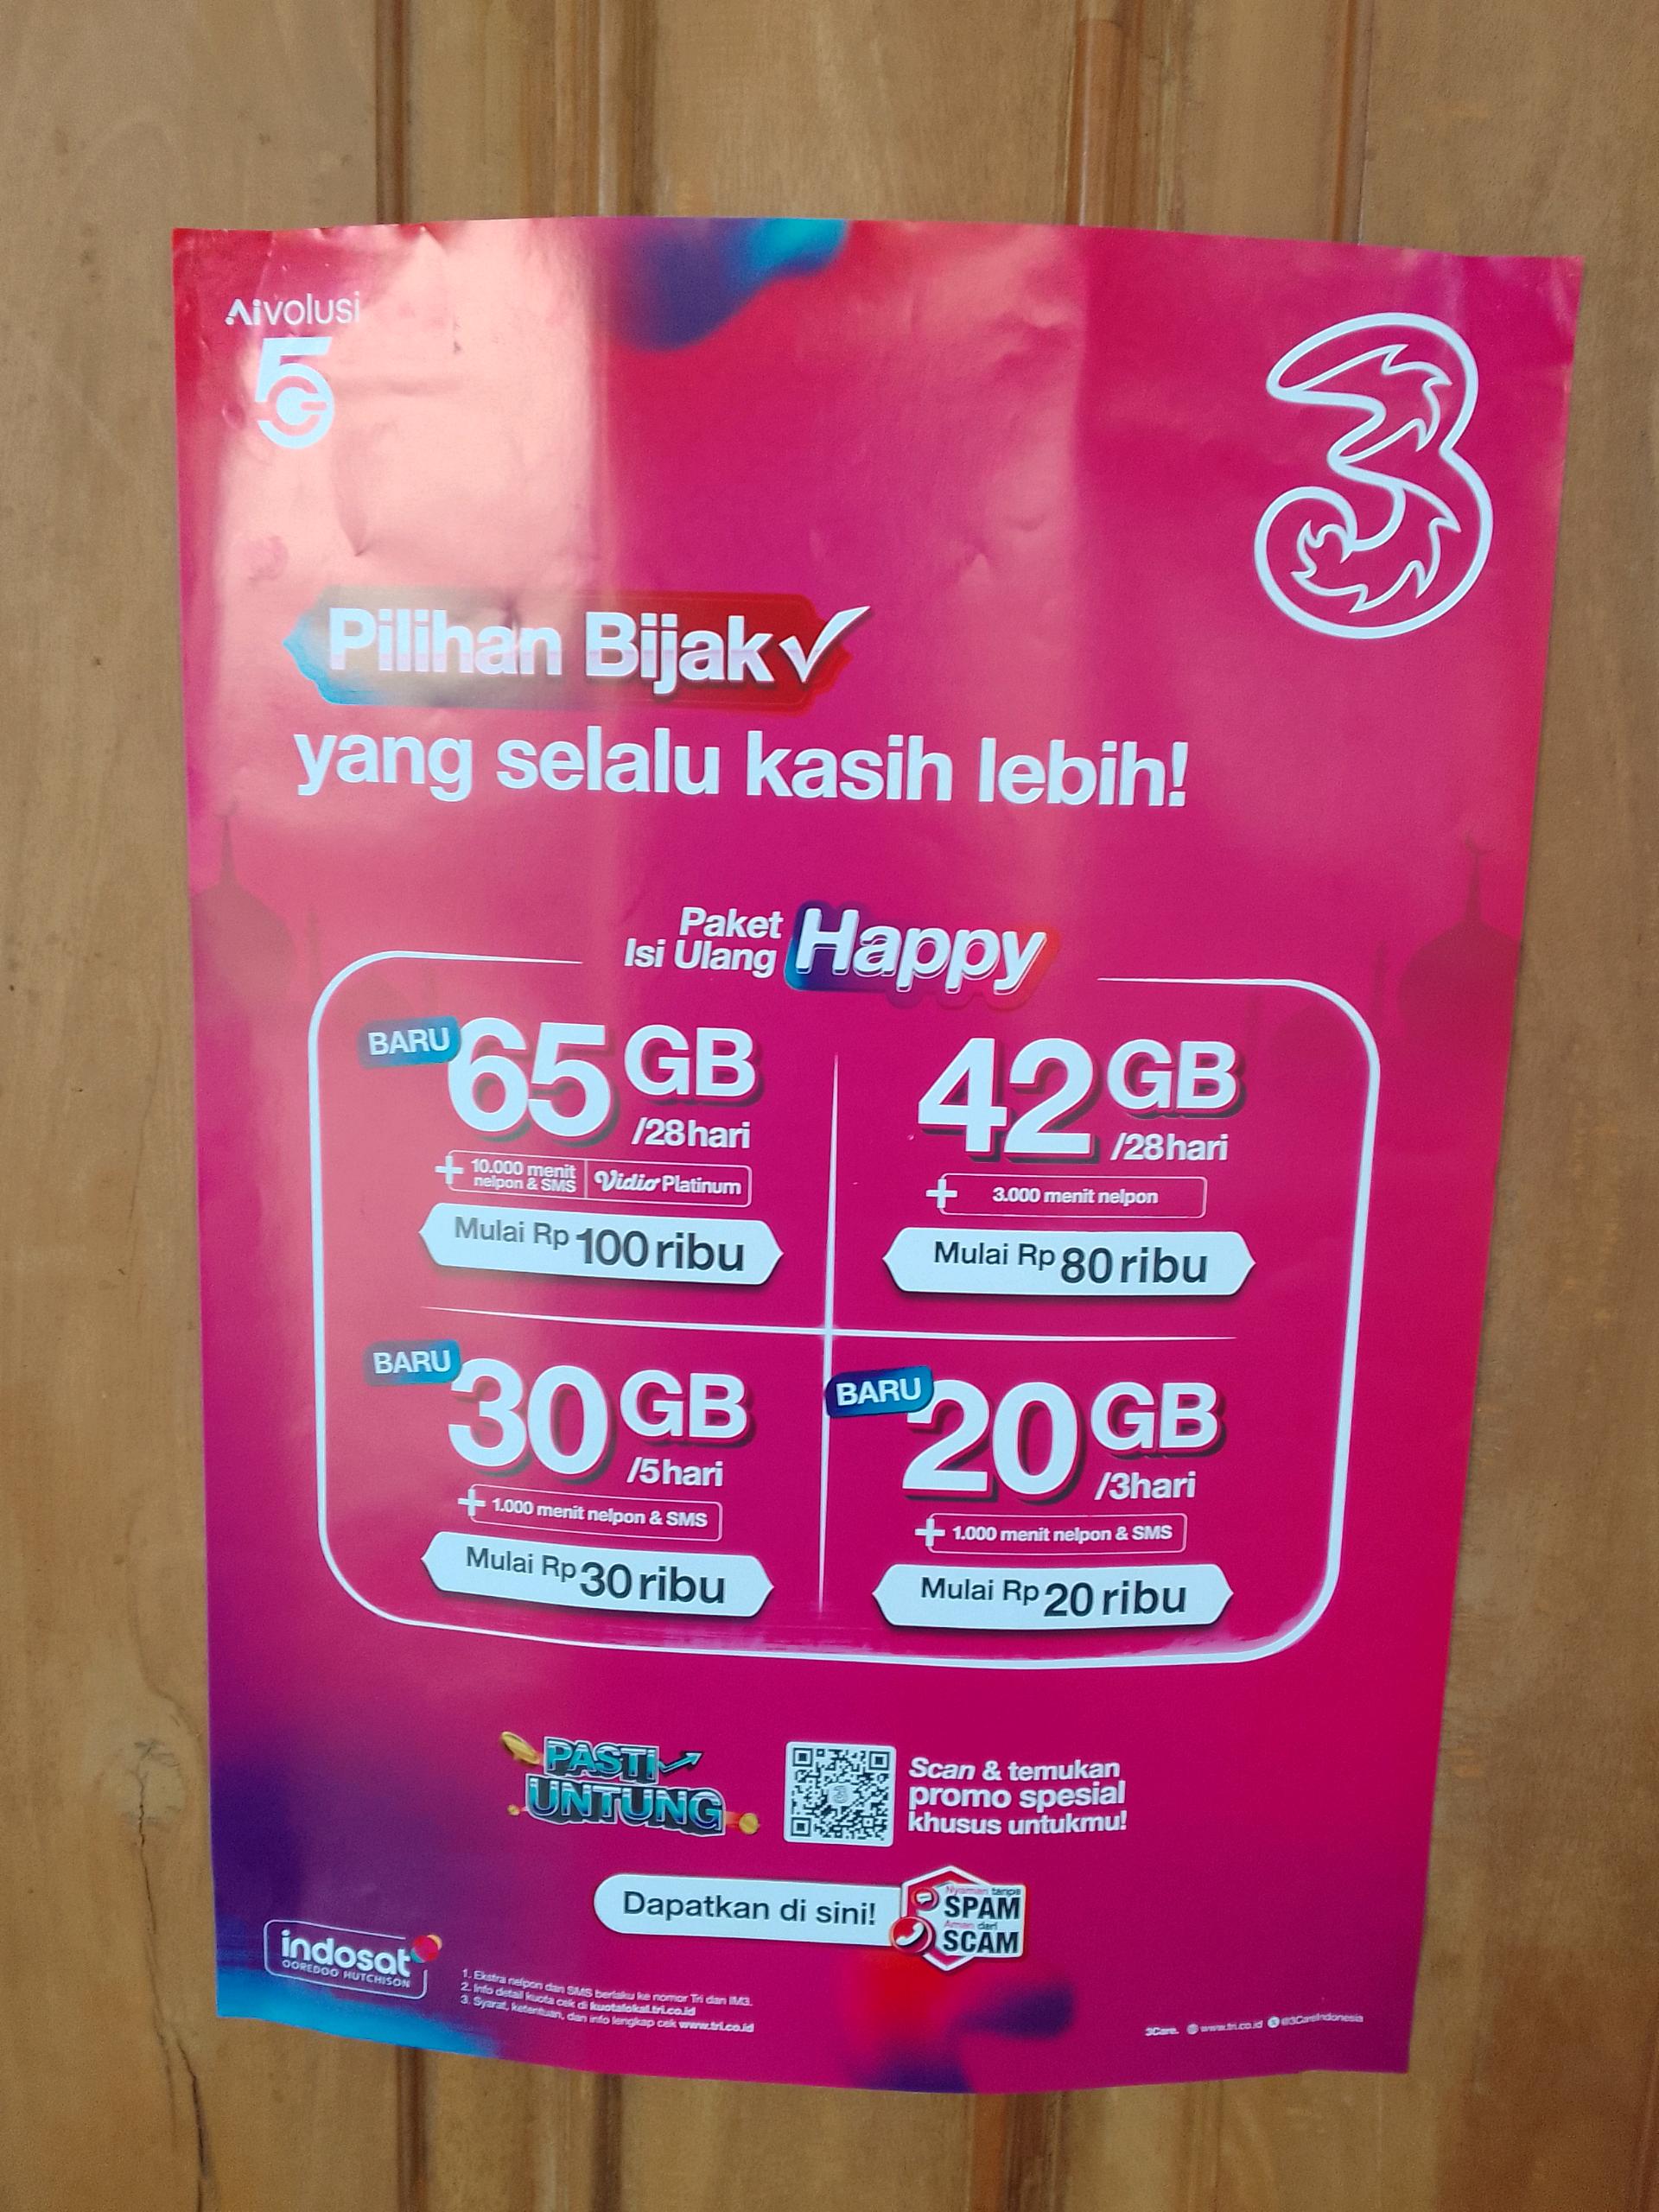 Aivolusi
5G
3
Pilihan Bijak
yang selalu kasih lebih!
Paket
Isi Ulang
Happy
BARU
65 GB
/28hari
+ 10.000 menit
nelpon & SMS
Vidio Platinum
Mulai Rp 100 ribu
42 GB
/28hari
+ 3.000 menit nelpon
Mulai Rp 80 ribu
BARU
30 GB
/5hari
+ 1.000 menit nelpon & SMS
Mulai Rp 30 ribu
BARU
20 GB
/3hari
+ 1.000 menit nelpon & SMS
Mulai Rp 20 ribu
PASTI
UNTUNG
Scan & temukan
promo spesial
khusus untukmu!
Dapatkan di sini!
Nyaman tanpa
SPAM
Aman dari
SCAM
indosat
OOREDOO HUTCHISON
1. Ekstra nelpon dan SMS berlaku ke nomor Tri dan IM3.
2. Info detail kuota cek di kuotalokal.tri.co.id
3. Syarat, ketentuan, dan info lengkap cek www.tri.co.id
3Care. www.tri.co.id @3CareIndonesia